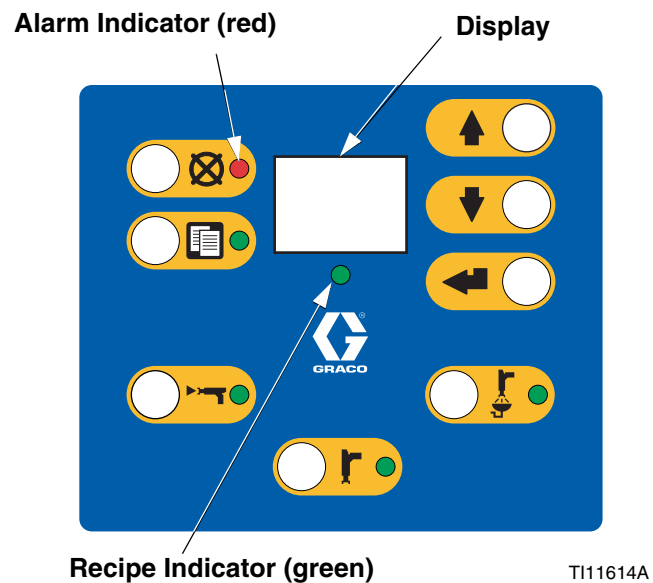 Alarm Indicator (red)
Display
®
GRACO
Recipe Indicator (green)
TI11614A